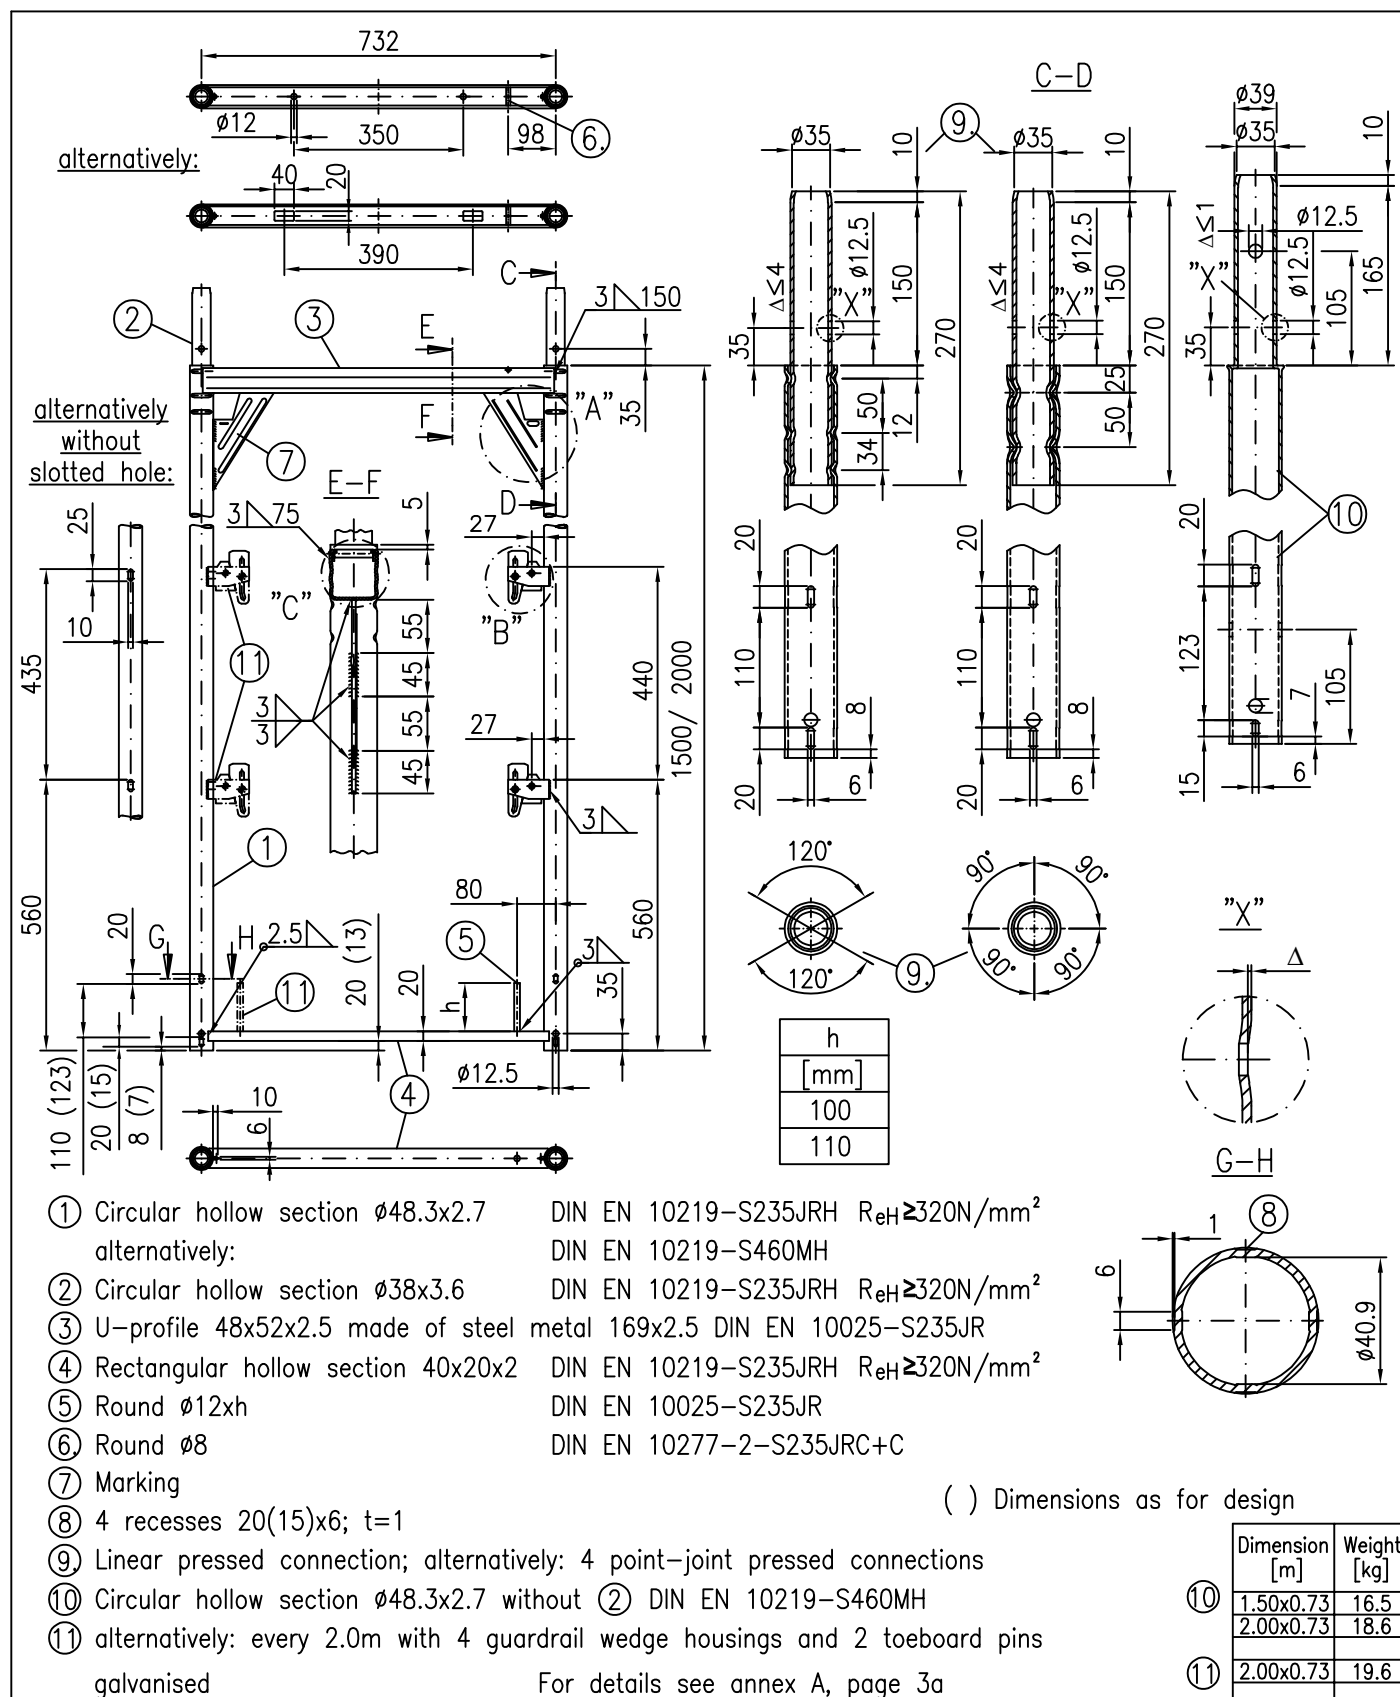 732
C–D
ø39
ø12
350
98
6.
9.
ø35
10
ø35
10
ø35
10
alternatively:
40
20
390
C
Δ≤4
"X"
ø12.5
150
270
35
Δ≤4
"X"
ø12.5
150
270
Δ≤1
ø12.5
"X"
ø12.5
105
165
35
2
3
3 150
E
F
35
"A"
alternatively
without
slotted hole:
7
E–F
D
50
12
34
25
50
10
25
3 75
5
27
"C"
"B"
10
435
11
55
45
55
45
3
3
440
1500/ 2000
27
3
20
110
20
8
6
20
110
20
8
6
20
123
15
105
7
6
1
560
20
G
H
2.5
11
20 (13)
80
5
h
20
3
35
560
120°
120°
9.
90°
90°
90°
90°
"X"
Δ
110 (123)
20 (15)
8 (7)
ø12.5
4
10
6
h
[mm]
100
110
G–H
8
1
6
ø40.9
1 Circular hollow section ø48.3x2.7 DIN EN 10219–S235JRH ReH≥320N/mm²
alternatively: DIN EN 10219–S460MH
2 Circular hollow section ø38x3.6 DIN EN 10219–S235JRH ReH≥320N/mm²
3 U–profile 48x52x2.5 made of steel metal 169x2.5 DIN EN 10025–S235JR
4 Rectangular hollow section 40x20x2 DIN EN 10219–S235JRH ReH≥320N/mm²
5 Round ø12xh DIN EN 10025–S235JR
6. Round ø8 DIN EN 10277–2–S235JRC+C
7 Marking
8 4 recesses 20(15)x6; t=1
9. Linear pressed connection; alternatively: 4 point–joint pressed connections
10 Circular hollow section ø48.3x2.7 without 2 DIN EN 10219–S460MH
11 alternatively: every 2.0m with 4 guardrail wedge housings and 2 toeboard pins
galvanised For details see annex A, page 3a
( ) Dimensions as for design
Dimension [m] Weight [kg]
10 1.50x0.73 16.5
2.00x0.73 18.6
11 2.00x0.73 19.6